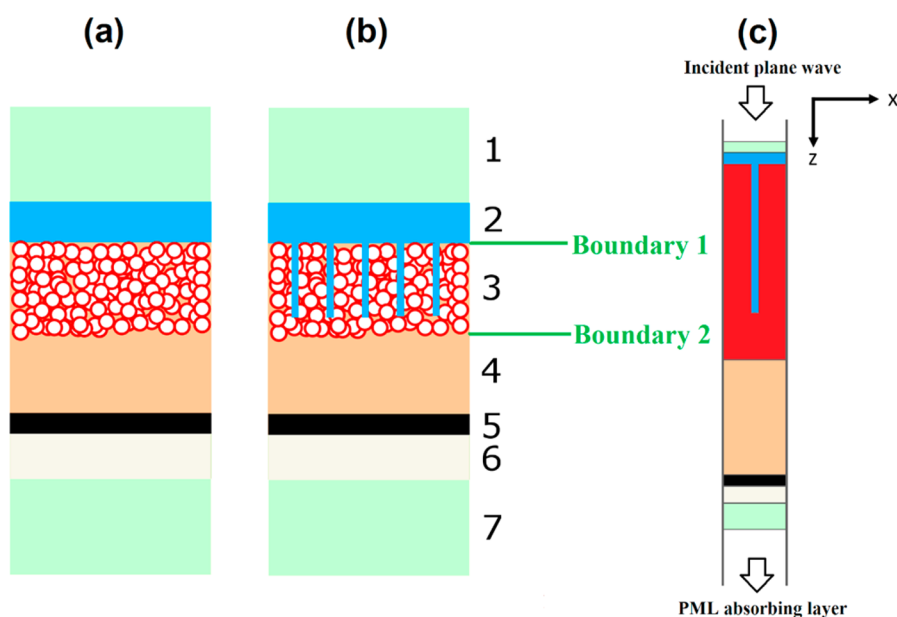 (a)
(b)
(c)
Incident plane wave
X
Z
1
2
Boundary 1
3
Boundary 2
4
5
6
7
PML absorbing layer